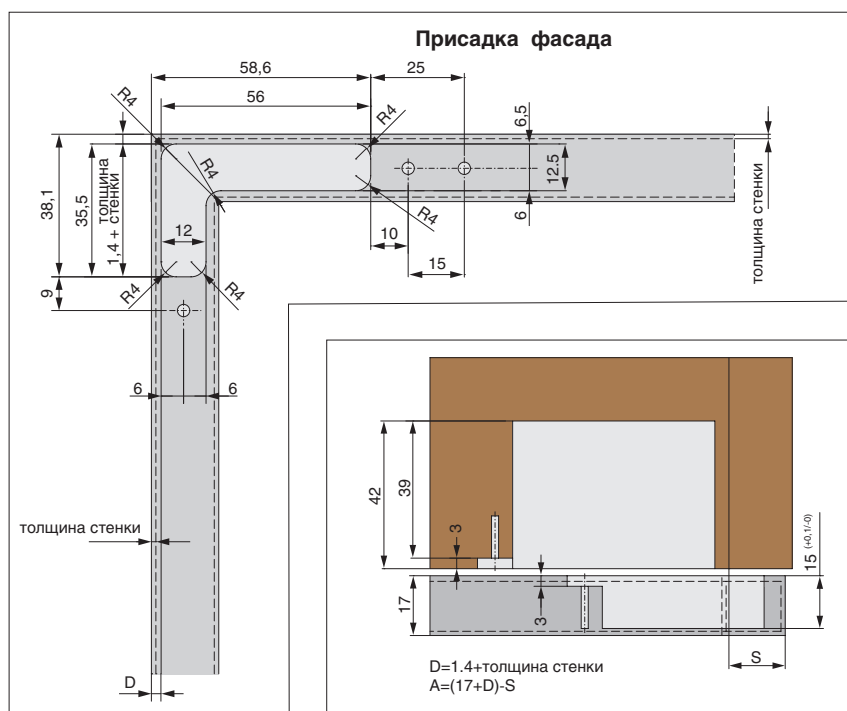 Присадка фасада
58,6
25
56
R4
R4
6,5
R4
12.5
38,1
35,5
толщина
1,4 + стенки
12
R4
6
10
15
толщина стенки
9
R4
R4
6
6
толщина стенки
D
42
39
3
15 (+0,1/-0)
17
3
S
D=1.4+толщина стенки
A=(17+D)-S